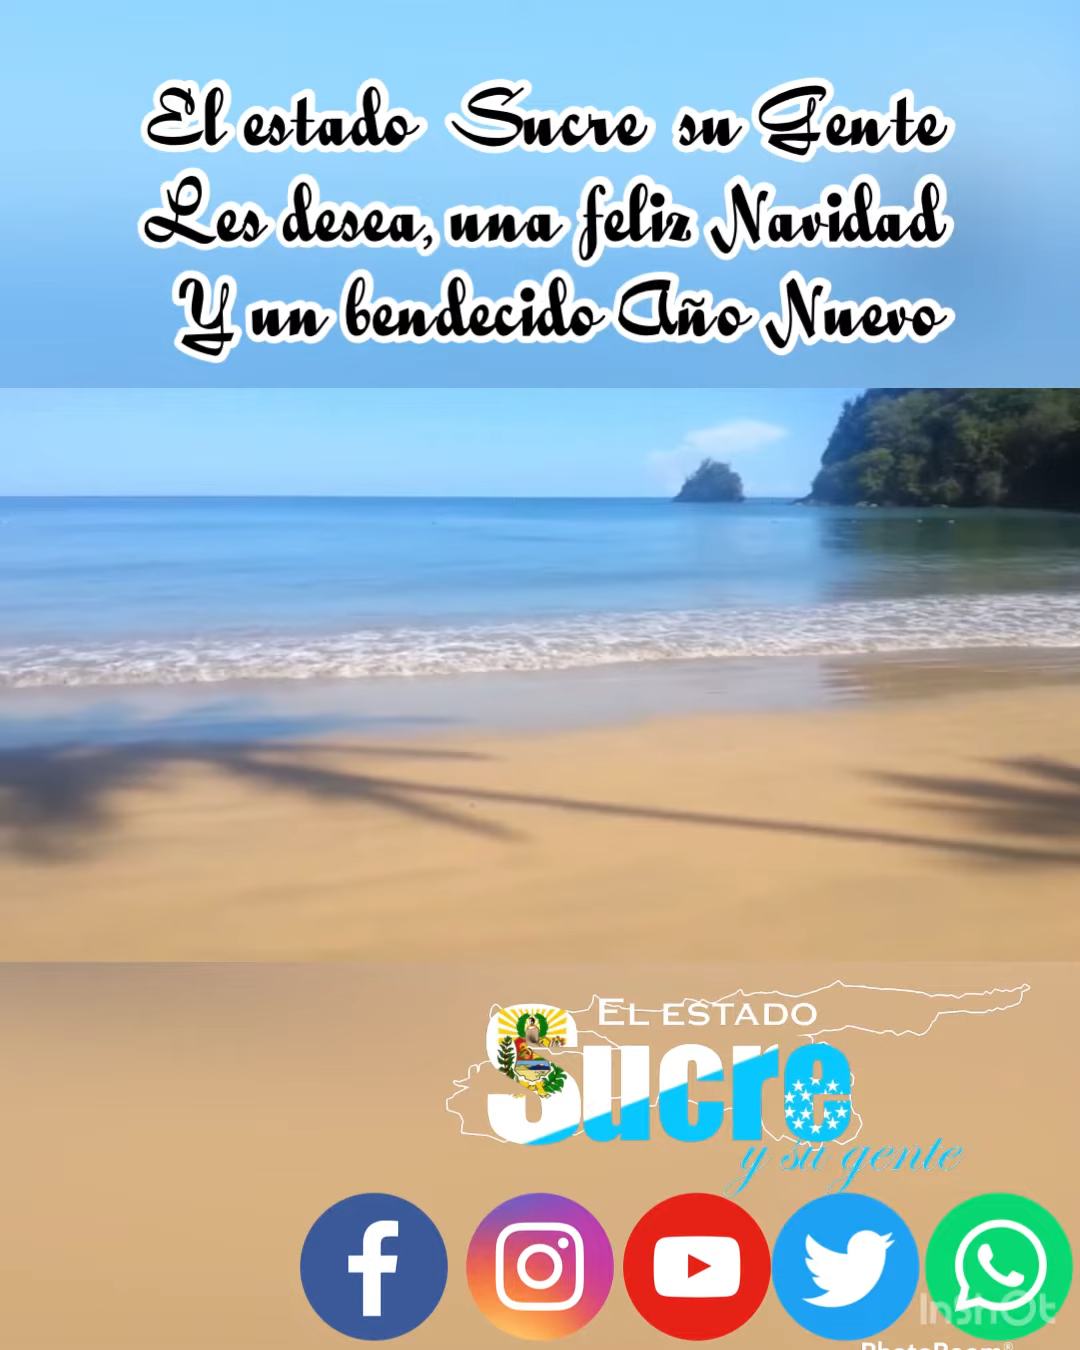 El estado Sucre su Gente
Les desea, una feliz Navidad
Y un bendecido Año Nuevo
EL ESTADO
Sucre
y su gente
InShOt
PhotoRoom®